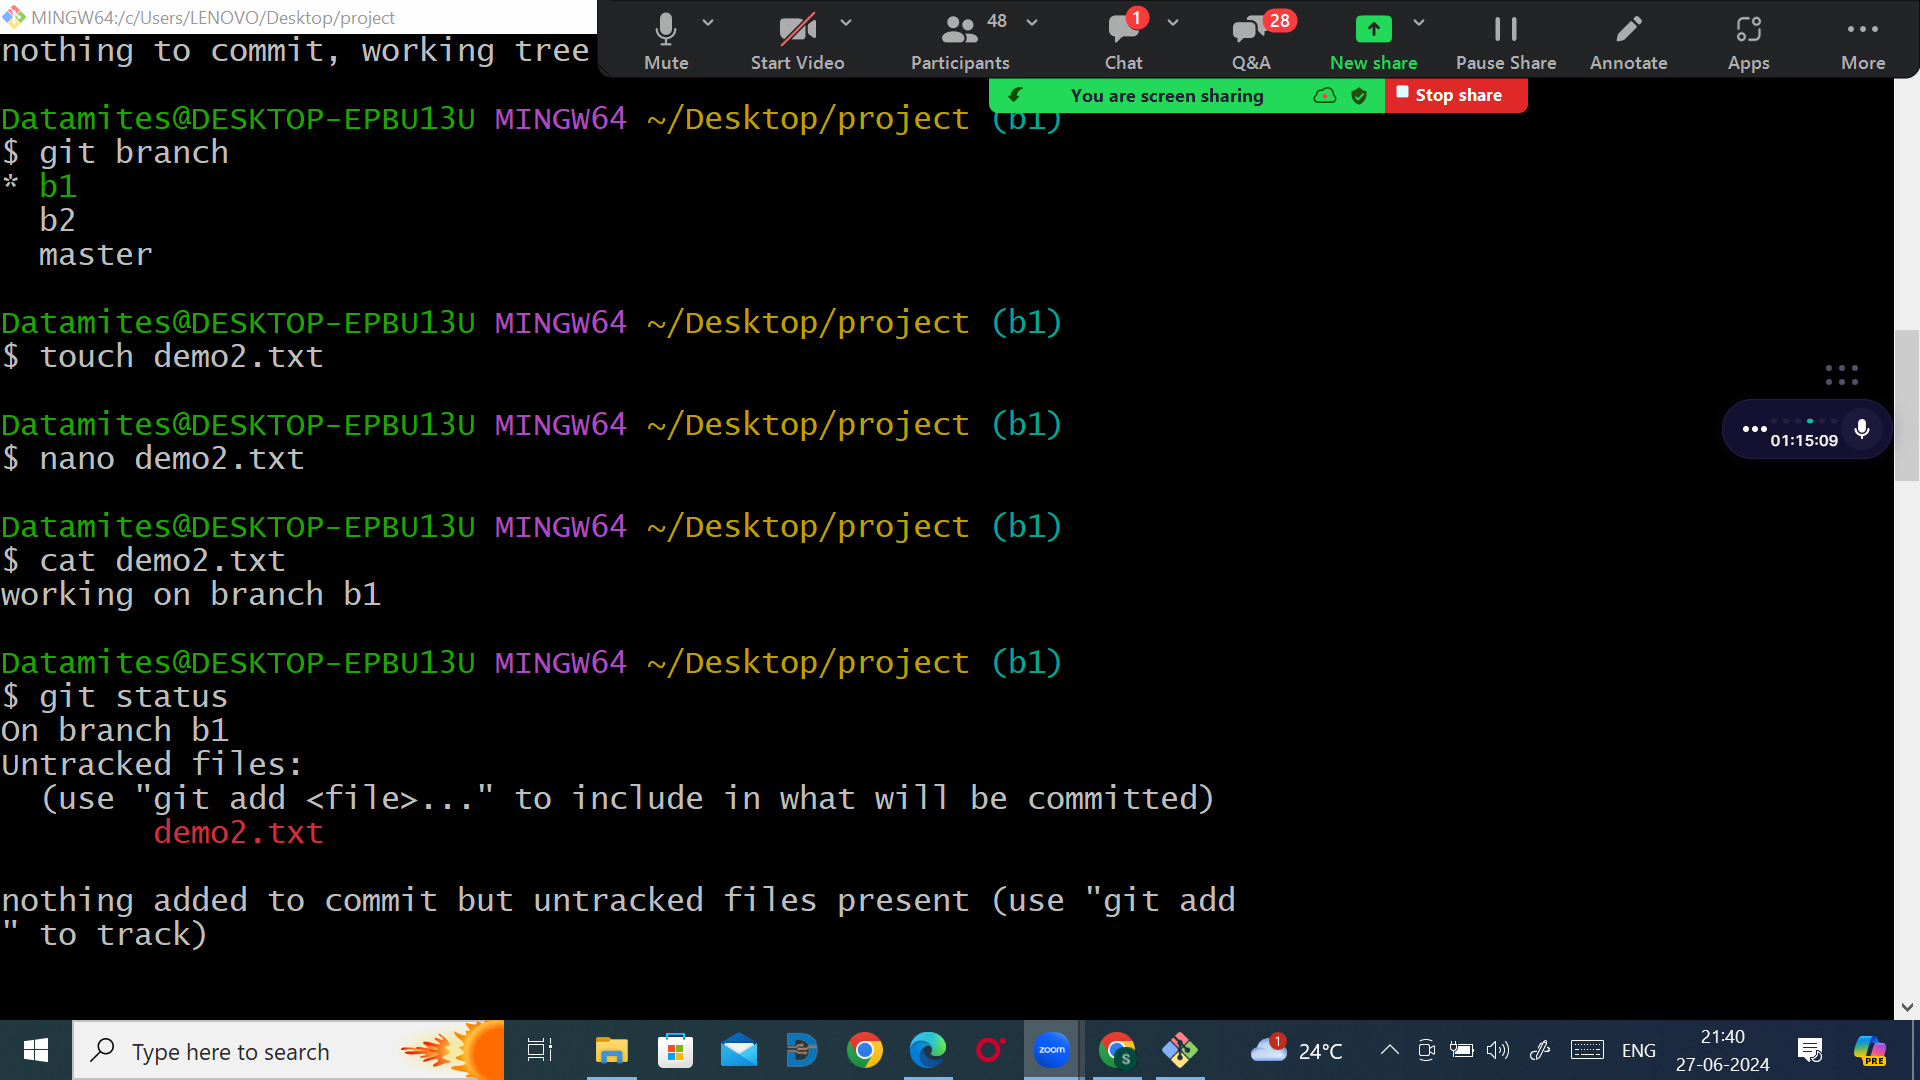 MINGW64:/c/Users/LENOVO/Desktop/project
nothing to commit, working tree
Mute
Start Video
48
Participants
1
Chat
28
Q&A
New share
Pause Share
Annotate
Apps
More
You are screen sharing
Stop share
Datamites@DESKTOP-EPBU13U MINGW64 ~/Desktop/project (b1)
$ git branch
* b1
b2
master
Datamites@DESKTOP-EPBU13U MINGW64 ~/Desktop/project (b1)
$ touch demo2.txt
Datamites@DESKTOP-EPBU13U MINGW64 ~/Desktop/project (b1)
$ nano demo2.txt
01:15:09
Datamites@DESKTOP-EPBU13U MINGW64 ~/Desktop/project (b1)
$ cat demo2.txt
working on branch b1
Datamites@DESKTOP-EPBU13U MINGW64 ~/Desktop/project (b1)
$ git status
On branch b1
Untracked files:
(use "git add <file>..." to include in what will be committed)
demo2.txt
nothing added to commit but untracked files present (use "git add
" to track)
Type here to search
zoom
S
1
24°C
ENG
21:40
27-06-2024
PRE